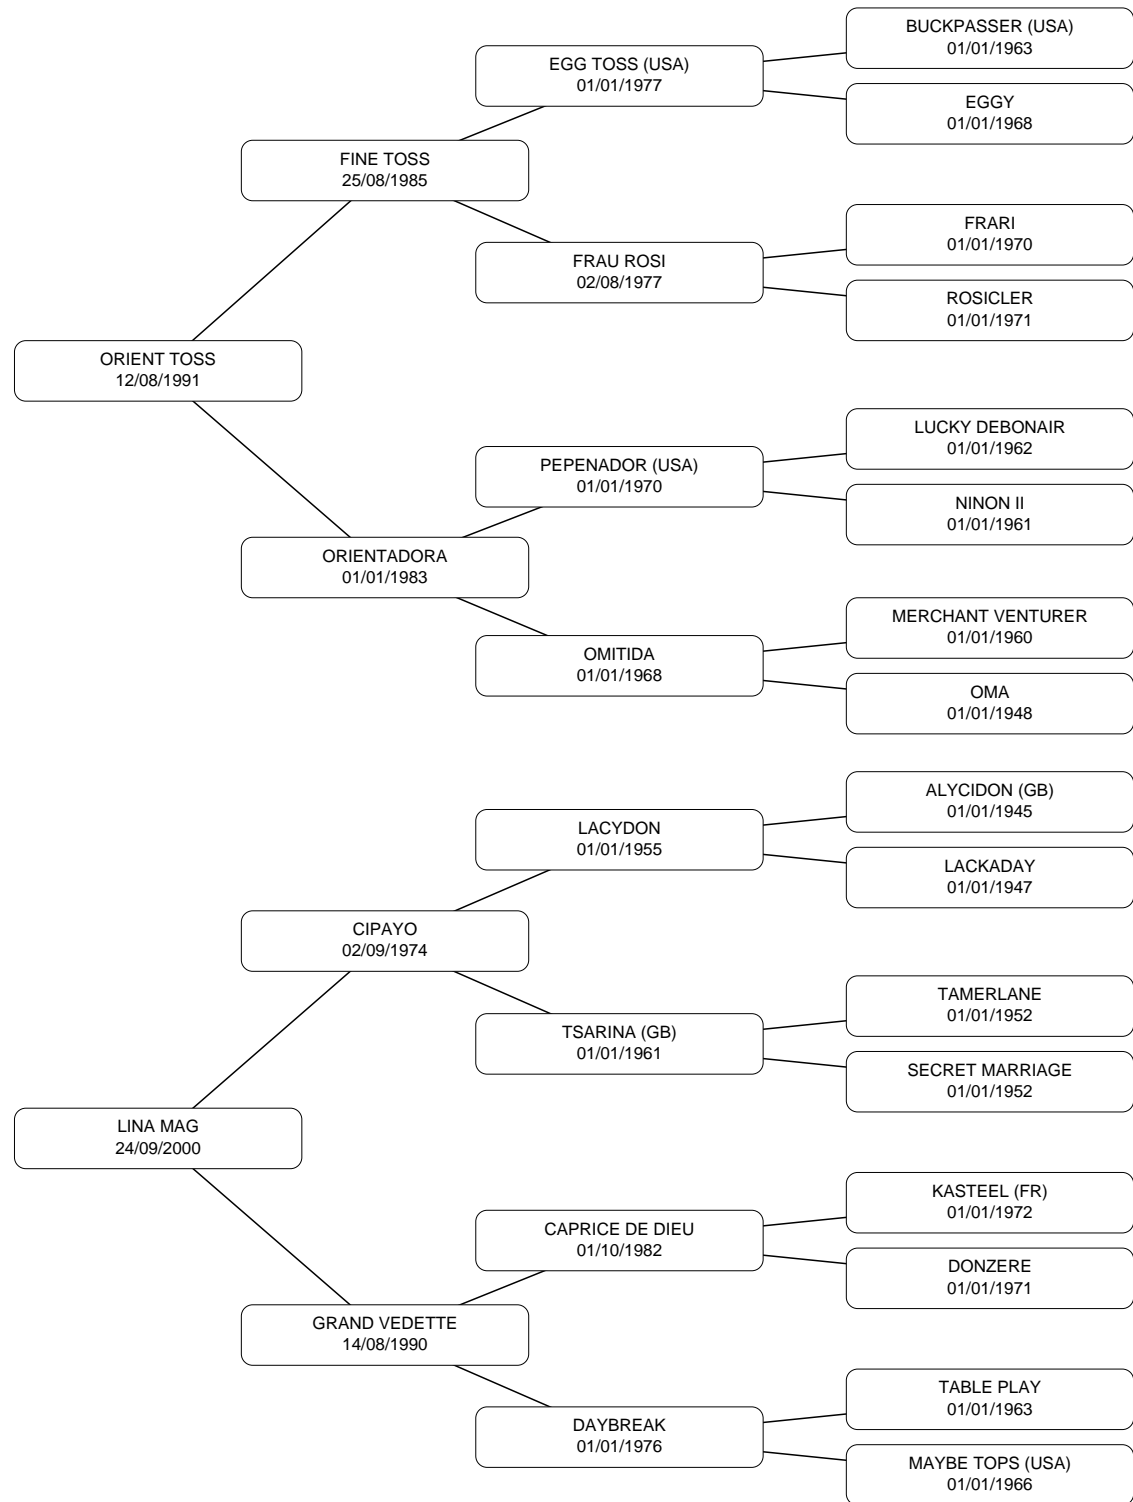 BUCKPASSER (USA)
01/01/1963
EGG TOSS (USA)
01/01/1977
EGGY
01/01/1968
FINE TOSS
25/08/1985
FRARI
01/01/1970
FRAU ROSI
02/08/1977
ROSICLER
01/01/1971
ORIENT TOSS
12/08/1991
LUCKY DEBONAIR
01/01/1962
PEPENADOR (USA)
01/01/1970
NINON II
01/01/1961
ORIENTADORA
01/01/1983
MERCHANT VENTURER
01/01/1960
OMITIDA
01/01/1968
OMA
01/01/1948
ALYCIDON (GB)
01/01/1945
LACYDON
01/01/1955
LACKADAY
01/01/1947
CIPAYO
02/09/1974
TAMERLANE
01/01/1952
TSARINA (GB)
01/01/1961
SECRET MARRIAGE
01/01/1952
LINA MAG
24/09/2000
KASTEEL (FR)
01/01/1972
CAPRICE DE DIEU
01/10/1982
DONZERE
01/01/1971
GRAND VEDETTE
14/08/1990
TABLE PLAY
01/01/1963
DAYBREAK
01/01/1976
MAYBE TOPS (USA)
01/01/1966